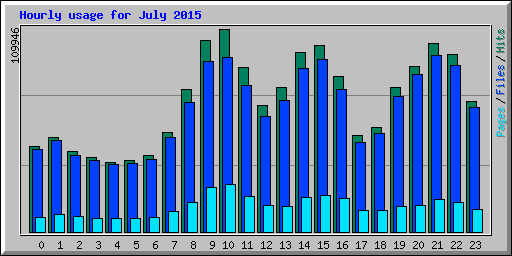 Hourly usage for July 2015
109946
Pages / Files / Hits
0 1 2 3 4 5 6 7 8 9 10 11 12 13 14 15 16 17 18 19 20 21 22 23